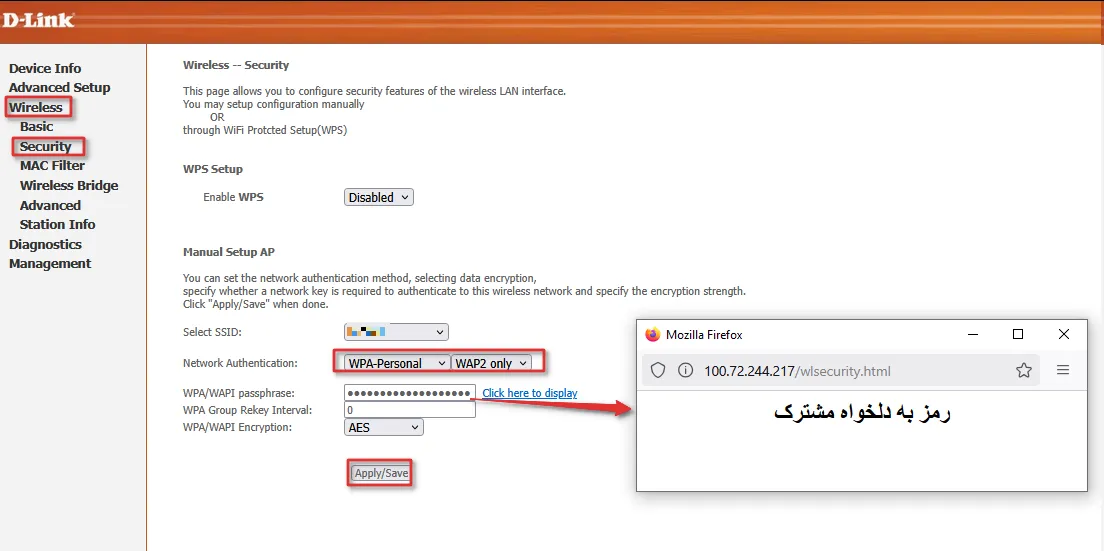 D-Link
Device Info
Advanced Setup
Wireless
Basic
Security
MAC Filter
Wireless Bridge
Advanced
Station Info
Diagnostics
Management
Wireless -- Security
This page allows you to configure security features of the wireless LAN interface.
You may setup configuration manually
OR
through WiFi Protcted Setup(WPS)
WPS Setup
Enable WPS Disabled
Manual Setup AP
You can set the network authentication method, selecting data encryption,
specify whether a network key is required to authenticate to this wireless network and specify the encryption strength.
Click "Apply/Save" when done.
Select SSID:
Network Authentication: WPA-Personal WAP2 only
WPA/WAPI passphrase: •••••••••••••••••• Click here to display
WPA Group Rekey Interval: 0
WPA/WAPI Encryption: AES
Apply/Save
Mozilla Firefox
100.72.244.217/wlsecurity.html
رمز به دلخواه مشترک